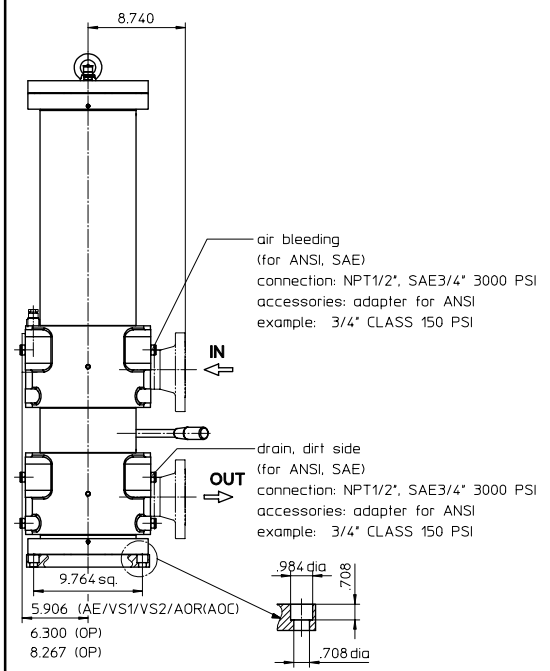 8.740
air bleeding
(for ANSI, SAE)
connection: NPT1/2", SAE3/4" 3000 PSI
accessories: adapter for ANSI
example: 3/4" CLASS 150 PSI
IN
drain, dirt side
(for ANSI, SAE)
connection: NPT1/2", SAE3/4" 3000 PSI
accessories: adapter for ANSI
example: 3/4" CLASS 150 PSI
OUT
9.764 sq.
.984 dia
.708
5.906 (AE/VS1/VS2/AOR(AOC)
6.300 (OP)
8.267 (OP)
.708 dia